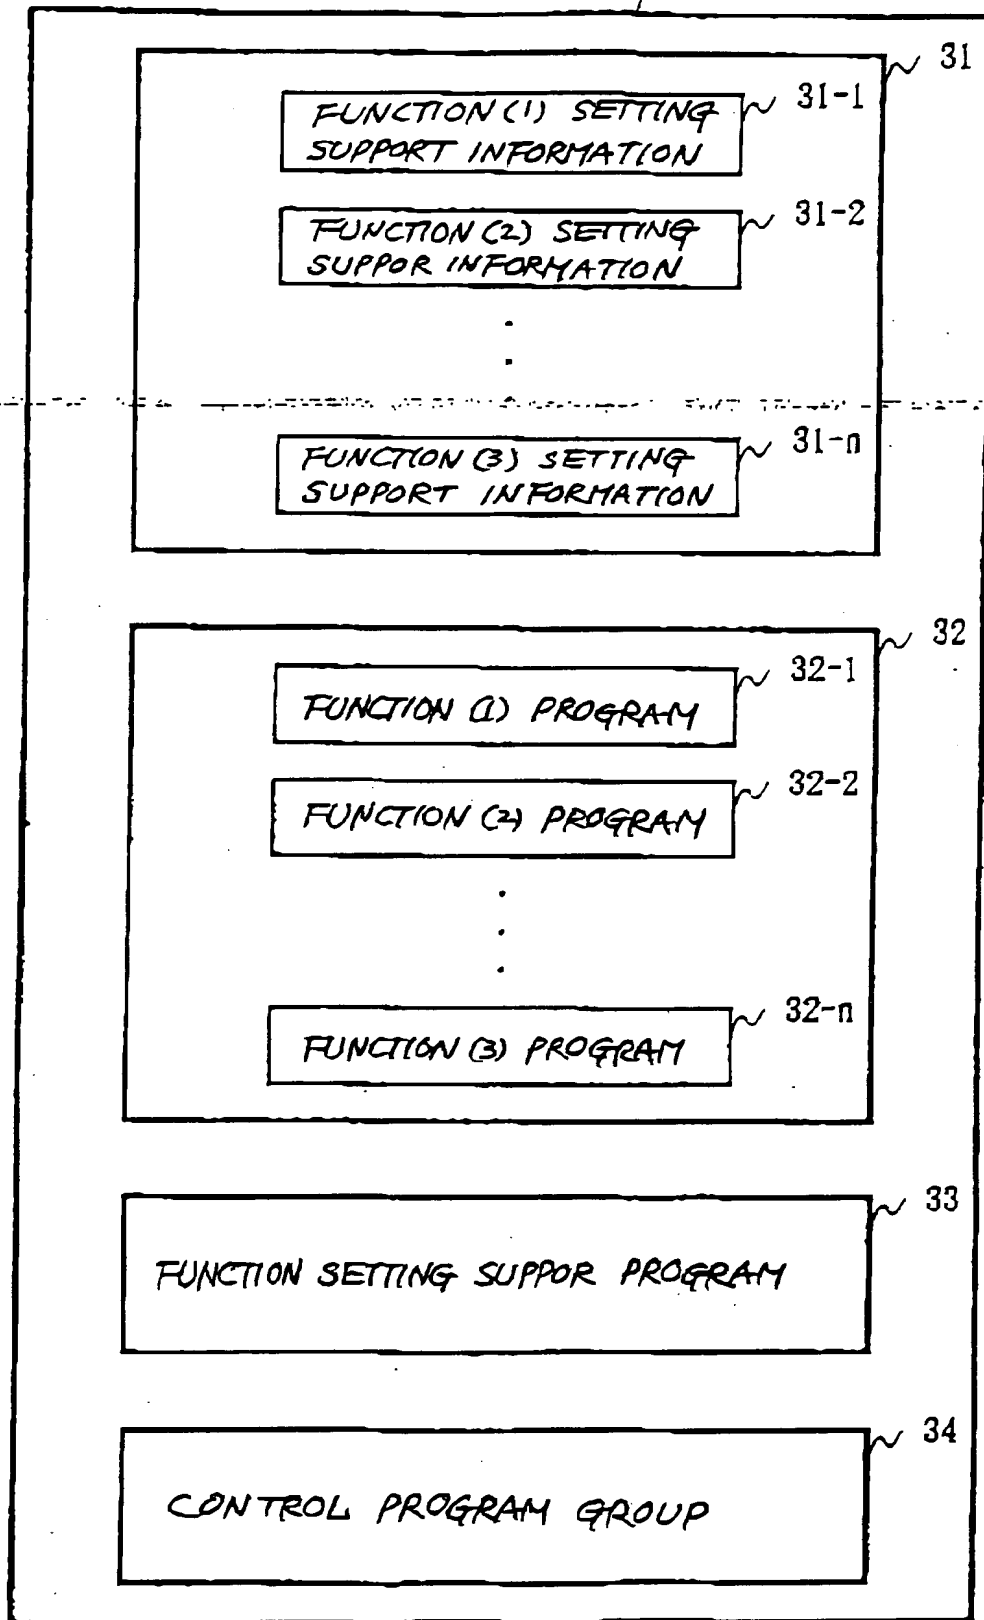 31
31-1
FUNCTION (1) SETTING
SUPPORT INFORMATION
31-2
FUNCTION (2) SETTING
SUPPOR INFORMATION
31-n
FUNCTION (3) SETTING
SUPPORT INFORMATION
32
32-1
FUNCTION (1) PROGRAM
32-2
FUNCTION (2) PROGRAM
32-n
FUNCTION (3) PROGRAM
33
FUNCTION SETTING SUPPOR PROGRAM
34
CONTROL PROGRAM GROUP